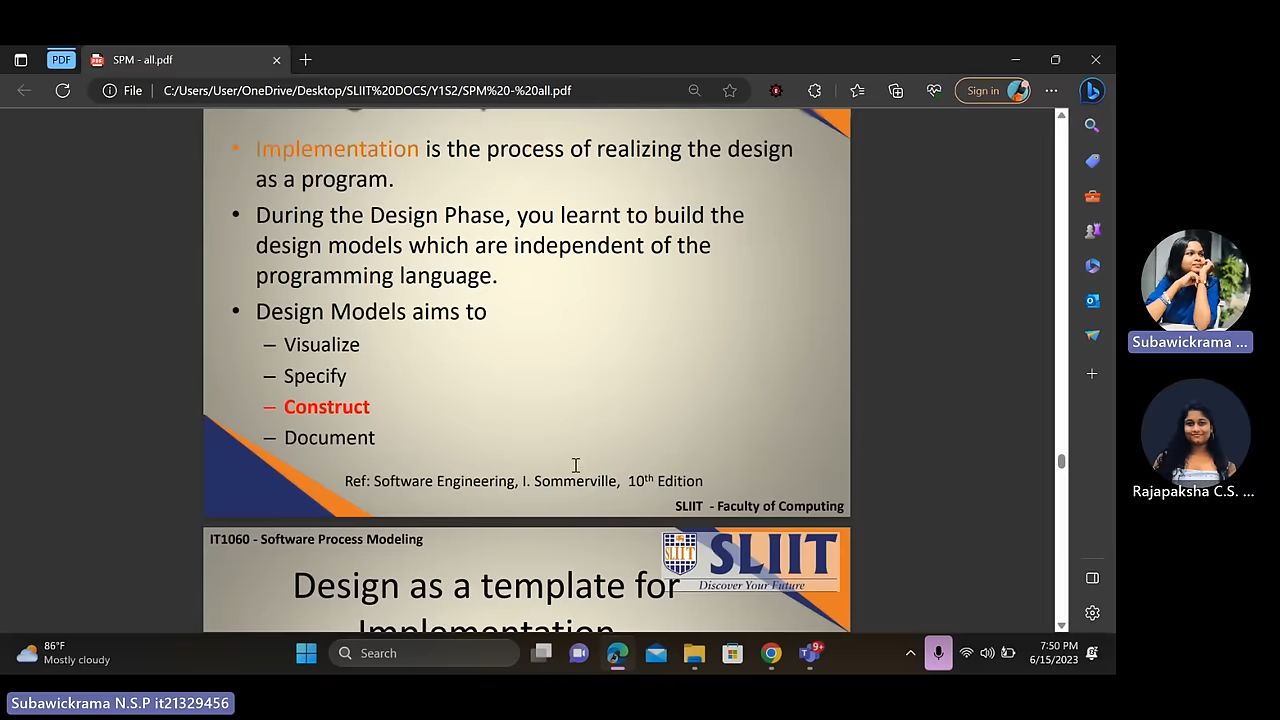 PDF
SPM - all.pdf
File
C:/Users/User/OneDrive/Desktop/SLIIT%20DOCS/Y1S2/SPM%20-%20all.pdf
Sign in
• Implementation is the process of realizing the design
as a program.
• During the Design Phase, you learnt to build the
design models which are independent of the
programming language.
• Design Models aims to
– Visualize
– Specify
– Construct
– Document
Ref: Software Engineering, I. Sommerville, 10th Edition
SLIIT - Faculty of Computing
IT1060 - Software Process Modeling
SLIIT
SLIIT
Discover Your Future
Design as a template for
Implementation
Subawickrama ...
Rajapaksha C.S. ...
86°F
Mostly cloudy
Search
9+
7:50 PM
6/15/2023
Subawickrama N.S.P it21329456